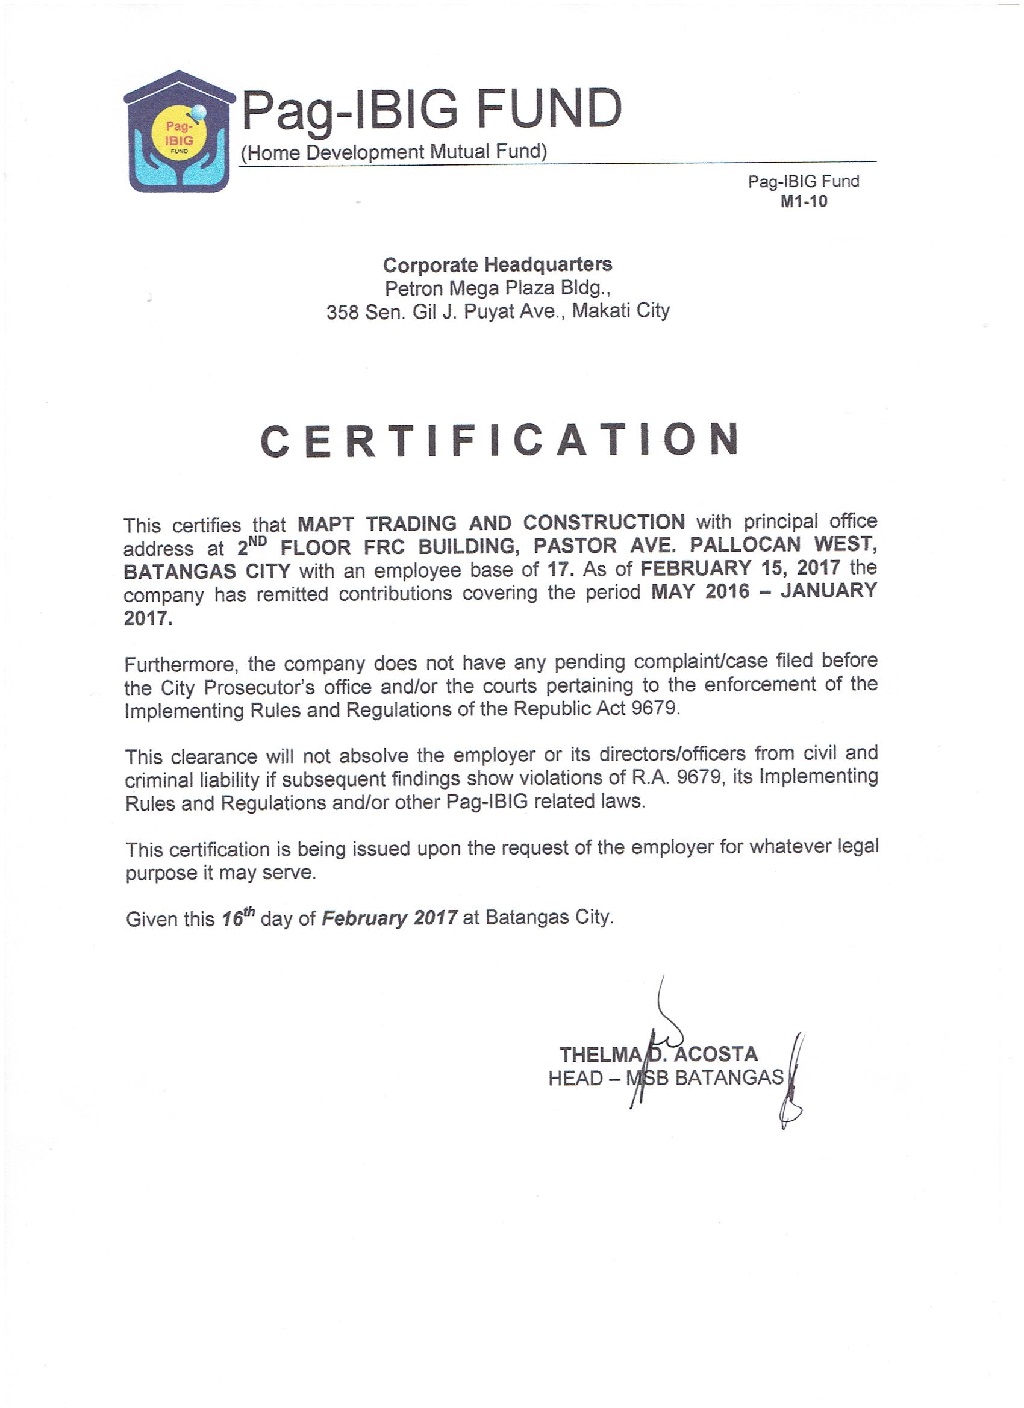 Pag-
IBIG
FUND
Pag-IBIG FUND
(Home Development Mutual Fund)
Pag-IBIG Fund
M1-10
Corporate Headquarters
Petron Mega Plaza Bldg.,
358 Sen. Gil J. Puyat Ave., Makati City
CERTIFICATION
This certifies that MAPT TRADING AND CONSTRUCTION with principal office
address at 2ND FLOOR FRC BUILDING, PASTOR AVE. PALLOCAN WEST,
BATANGAS CITY with an employee base of 17. As of FEBRUARY 15, 2017 the
company has remitted contributions covering the period MAY 2016 – JANUARY
2017.
Furthermore, the company does not have any pending complaint/case filed before
the City Prosecutor's office and/or the courts pertaining to the enforcement of the
Implementing Rules and Regulations of the Republic Act 9679.
This clearance will not absolve the employer or its directors/officers from civil and
criminal liability if subsequent findings show violations of R.A. 9679, its Implementing
Rules and Regulations and/or other Pag-IBIG related laws.
This certification is being issued upon the request of the employer for whatever legal
purpose it may serve.
Given this 16th day of February 2017 at Batangas City.
THELMA D. ACOSTA
HEAD – MSB BATANGAS